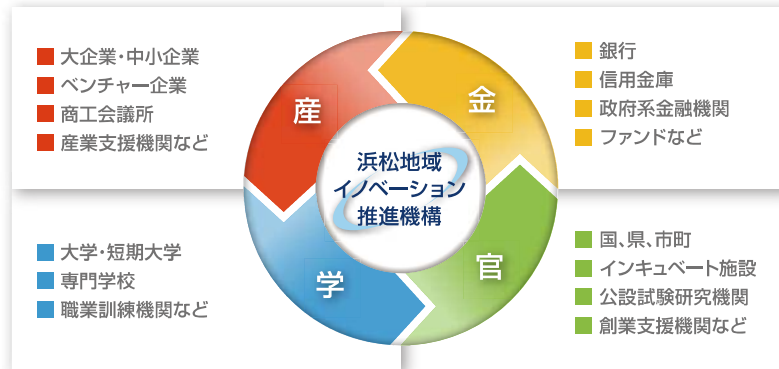 大企業・中小企業
ベンチャー企業
商工会議所
産業支援機関など
産
金
銀行
信用金庫
政府系金融機関
ファンドなど
浜松地域
イノベーション
推進機構
大学・短期大学
専門学校
職業訓練機関など
学
官
国、県、市町
インキュベート施設
公設試験研究機関
創業支援機関など